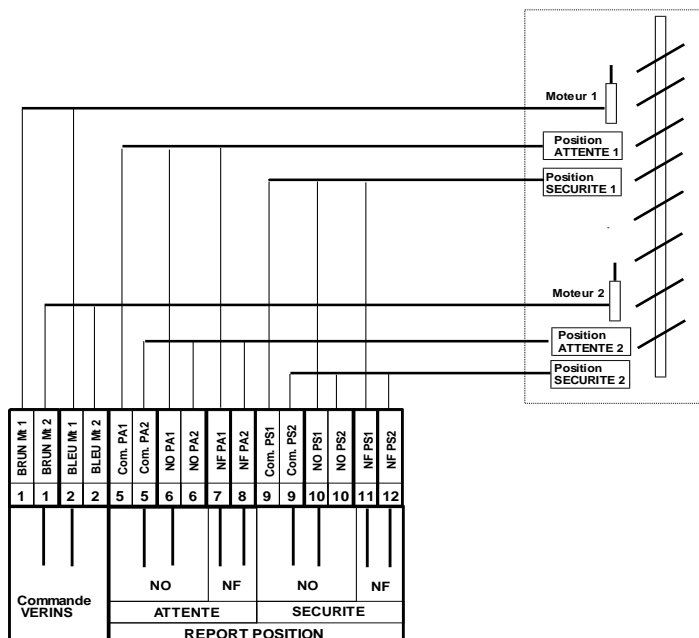 Moteur 1
Position
ATTENTE 1
Position
SECURITE 1
Moteur 2
Position
ATTENTE 2
Position
SECURITE 2
BRUN Mt 1
BRUN Mt 2
BLEU Mt 1
BLEU Mt 2
Com. PA1
Com. PA2
NO PA1
NO PA2
NF PA1
NF PA2
Com. PS1
Com. PS2
NO PS1
NO PS2
NF PS1
NF PS2
1 1 2 2 5 5 6 6 7 8 9 9 10 10 11 12
NO NF NO NF
Commande
VERINS
ATTENTE SECURITE
REPORT POSITION